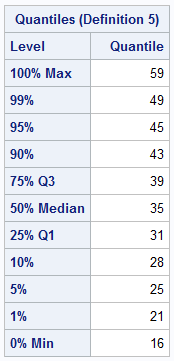 Quantiles (Definition 5)
Level Quantile
100% Max 59
99% 49
95% 45
90% 43
75% Q3 39
50% Median 35
25% Q1 31
10% 28
5% 25
1% 21
0% Min 16